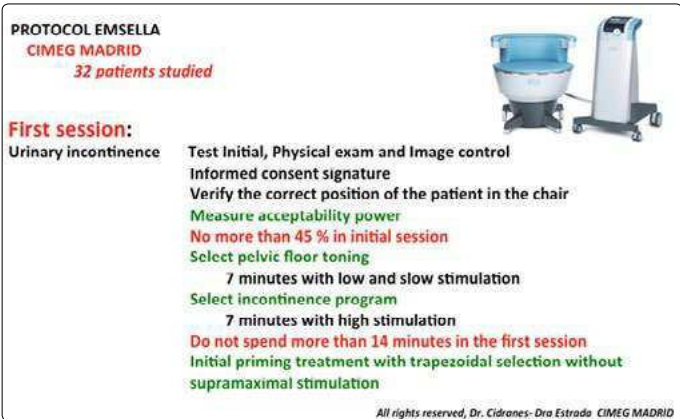 PROTOCOL EMSELLA
CIMEG MADRID
32 patients studied
First session:
Urinary incontinence Test Initial, Physical exam and Image control
Informed consent signature
Verify the correct position of the patient in the chair
Measure acceptability power
No more than 45 % in initial session
Select pelvic floor toning
7 minutes with low and slow stimulation
Select incontinence program
7 minutes with high stimulation
Do not spend more than 14 minutes in the first session
Initial priming treatment with trapezoidal selection without
supramaximal stimulation
All rights reserved, Dr. Cidranes- Dra Estrado CIMEG MADRID